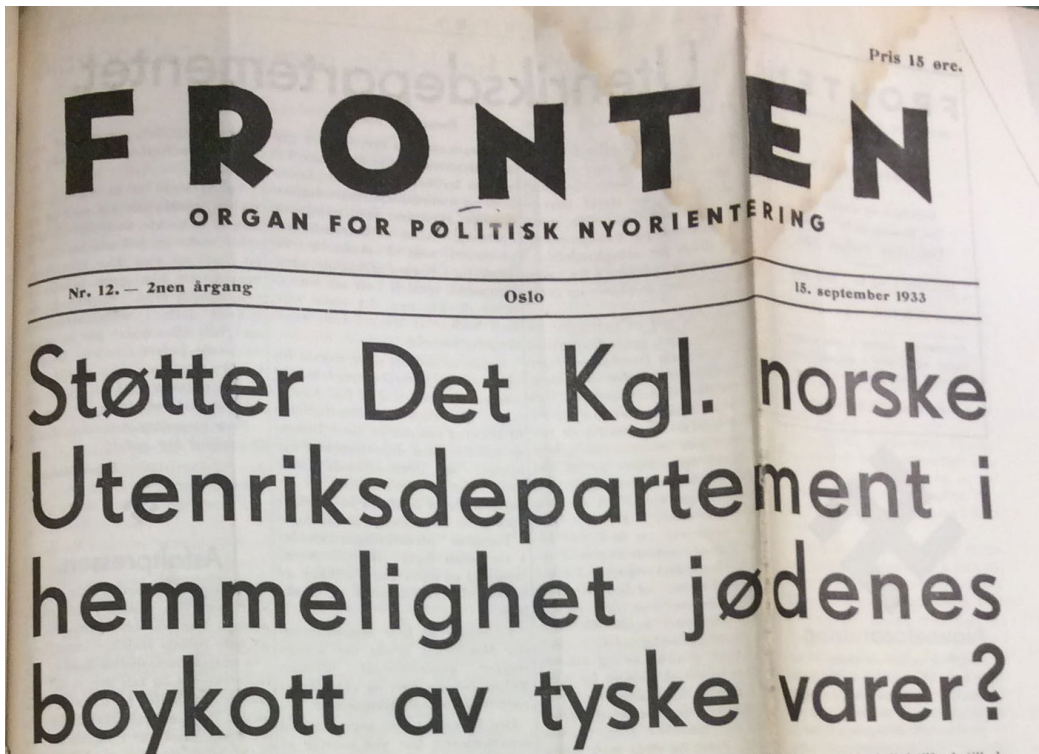 Pris 15 øre.
FRONTEN
ORGAN FOR POLITISK NYORIENTERING
Nr. 12. — 2nen årgang Oslo 15. september 1933
Støtter Det Kgl. norske
Utenriksdepartement i
hemmelighet jødenes
boykott av tyske varer?